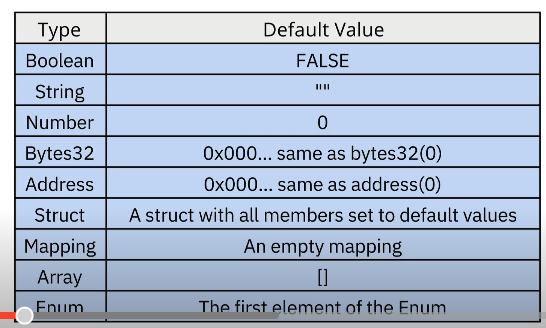 Type Default Value
Boolean FALSE
String ""
Number 0
Bytes32 0x000... same as bytes32(0)
Address 0x000... same as address(0)
Struct A struct with all members set to default values
Mapping An empty mapping
Array []
Enum The first element of the Enum